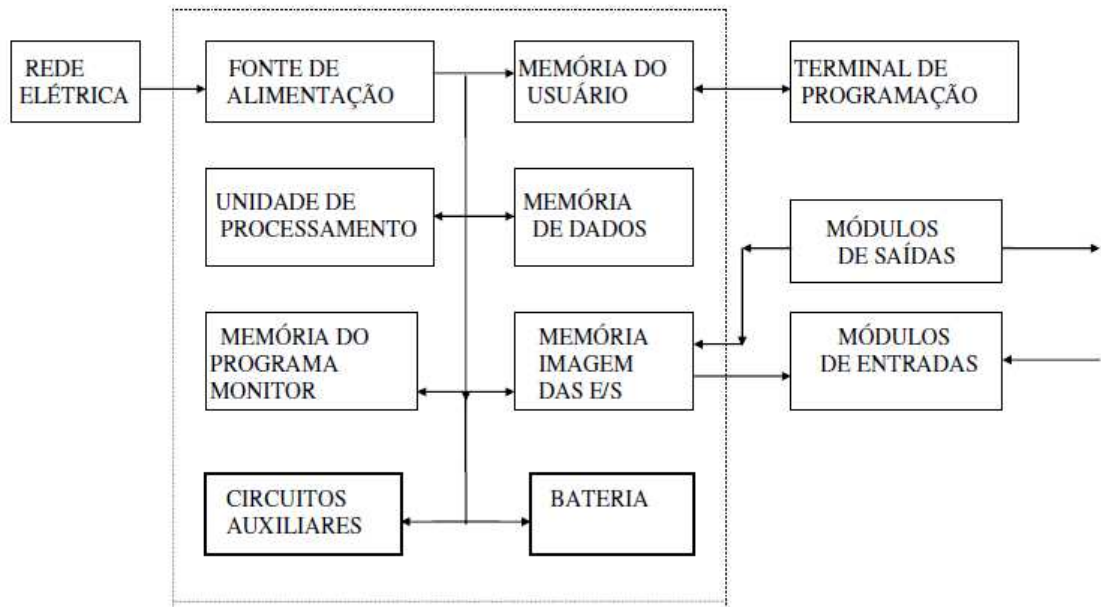 REDE
ELÉTRICA
FONTE DE
ALIMENTAÇÃO
MEMÓRIA DO
USUÁRIO
TERMINAL DE
PROGRAMAÇÃO
UNIDADE DE
PROCESSAMENTO
MEMÓRIA
DE DADOS
MÓDULOS
DE SAÍDAS
MEMÓRIA DO
PROGRAMA
MONITOR
MEMÓRIA
IMAGEM
DAS E/S
MÓDULOS
DE ENTRADAS
CIRCUITOS
AUXILIARES
BATERIA